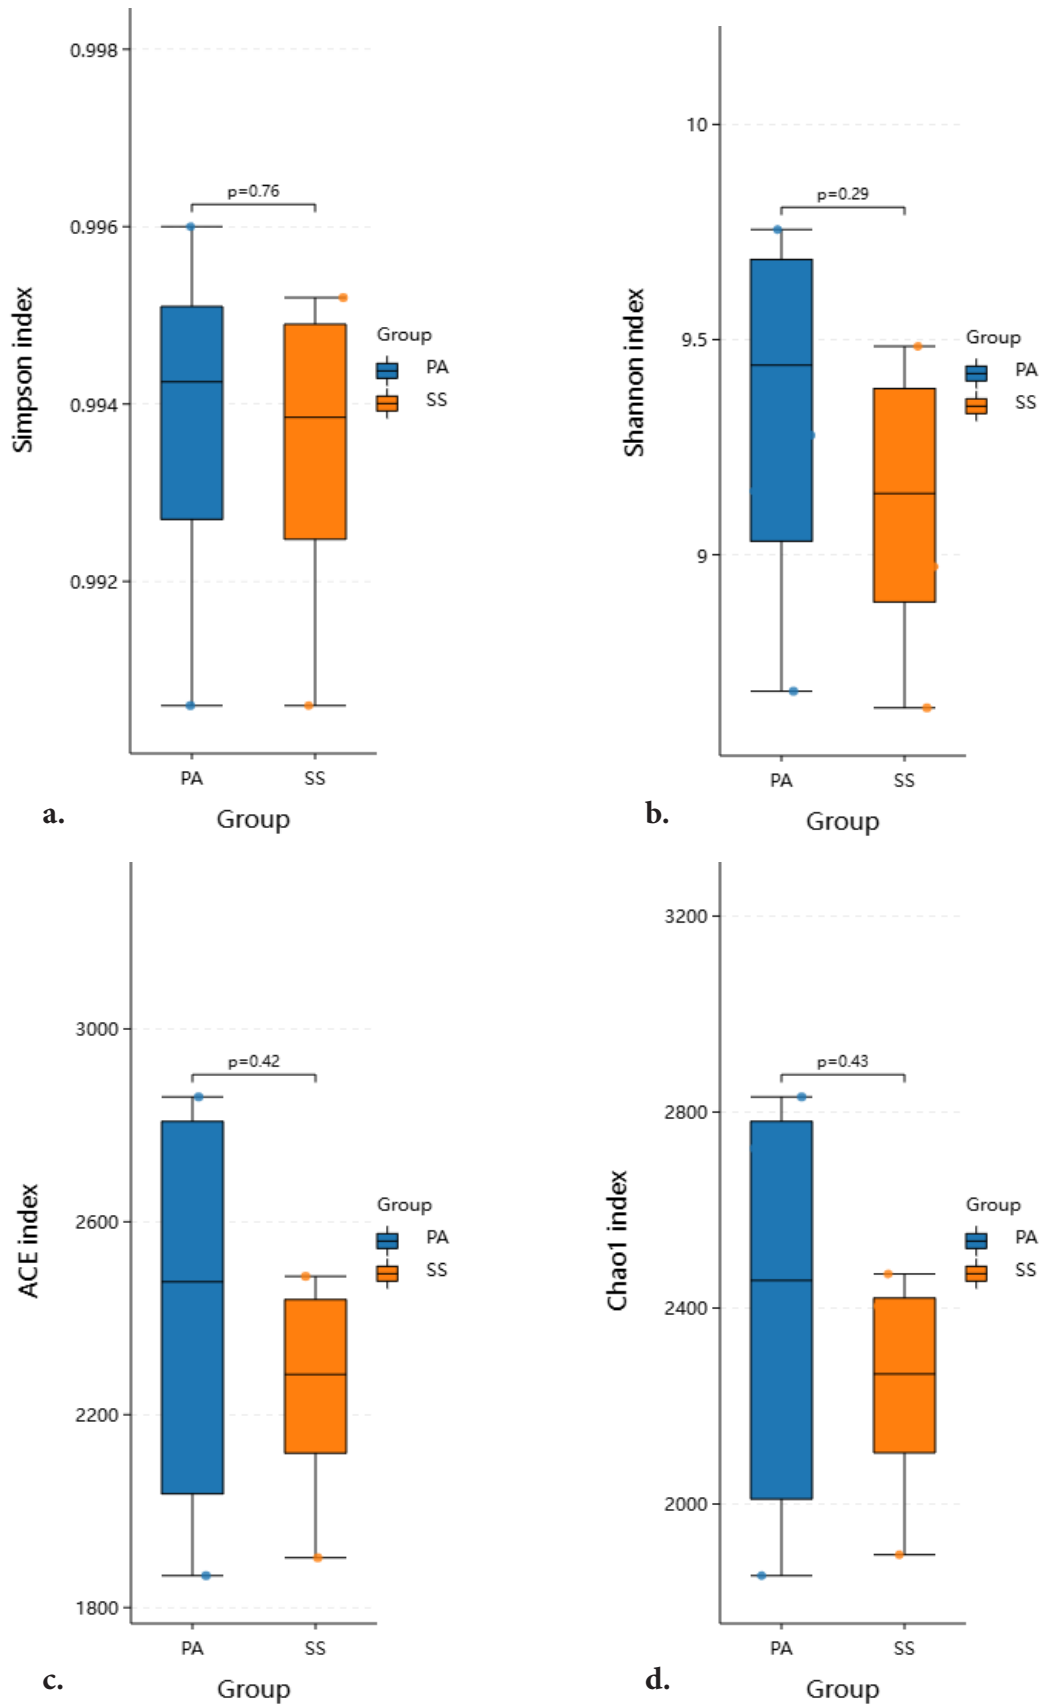 0.998
p=0.76
0.996
Simpson index
Group
PA
SS
0.994
0.992
PA
SS
a.
Group
10
p=0.29
Shannon index
9.5
Group
PA
SS
9
PA
SS
b.
Group
3000
p=0.42
ACE index
2600
Group
PA
SS
2200
1800
PA
SS
c.
Group
3200
p=0.43
2800
Chao1 index
Group
PA
SS
2400
2000
PA
SS
d.
Group